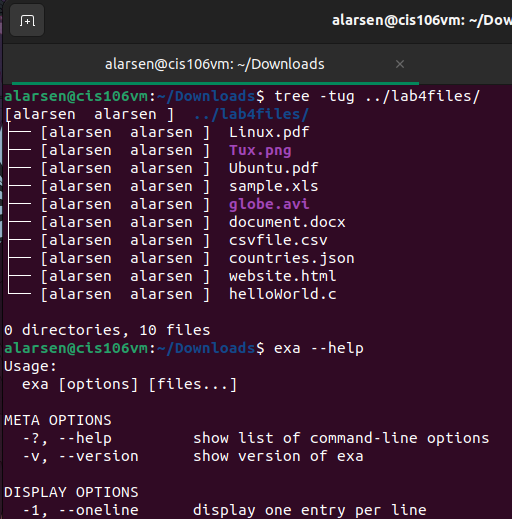 alarsen@cis106vm: ~/Dow
alarsen@cis106vm: ~/Downloads ×
alarsen@cis106vm:~/Downloads$ tree -tug ../lab4files/
[alarsen  alarsen ]  ../lab4files/
├── [alarsen  alarsen ]  Linux.pdf
├── [alarsen  alarsen ]  Tux.png
├── [alarsen  alarsen ]  Ubuntu.pdf
├── [alarsen  alarsen ]  sample.xls
├── [alarsen  alarsen ]  globe.avi
├── [alarsen  alarsen ]  document.docx
├── [alarsen  alarsen ]  csvfile.csv
├── [alarsen  alarsen ]  countries.json
├── [alarsen  alarsen ]  website.html
└── [alarsen  alarsen ]  helloWorld.c
0 directories, 10 files
alarsen@cis106vm:~/Downloads$ exa --help
Usage:
  exa [options] [files...]
META OPTIONS
  -?, --help         show list of command-line options
  -v, --version      show version of exa
DISPLAY OPTIONS
  -1, --oneline      display one entry per line